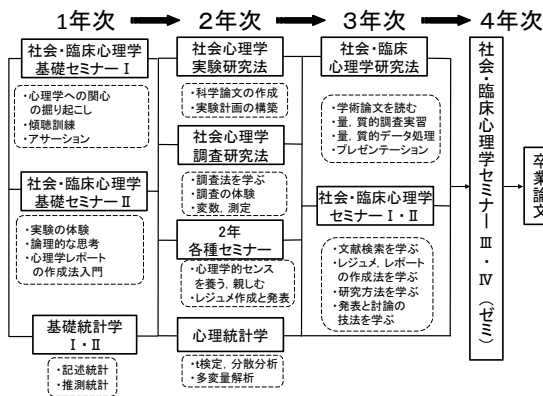 1年次
2年次
3年次
4年次
社会・臨床心理学
基礎セミナーⅠ
・心理学への関心
の掘り起こし
・傾聴訓練
・アサーション
社会・臨床心理学
基礎セミナーⅡ
・実験の体験
・論理的な思考
・心理学レポート
の作成法入門
基礎統計学
Ⅰ・Ⅱ
・記述統計
・推測統計
社会心理学
実験研究法
・科学論文の作成
・実験計画の構築
社会心理学
調査研究法
・調査法を学ぶ
・調査の体験
・変数，測定
2年
各種セミナー
・心理学的センス
を養う，親しむ
・レジュメ作成と発表
心理統計学
・t検定，分散分析
・多変量解析
社会・臨床
心理学研究法
・学術論文を読む
・量，質的調査実習
・量，質的データ処理
・プレゼンテーション
社会・臨床心理学
セミナーⅠ・Ⅱ
・文献検索を学ぶ
・レジュメ，レポート
の作成法を学ぶ
・研究方法を学ぶ
・発表と討論の
技法を学ぶ
社会・臨床心理学セミナーⅢ・Ⅳ（ゼミ）
卒業論文